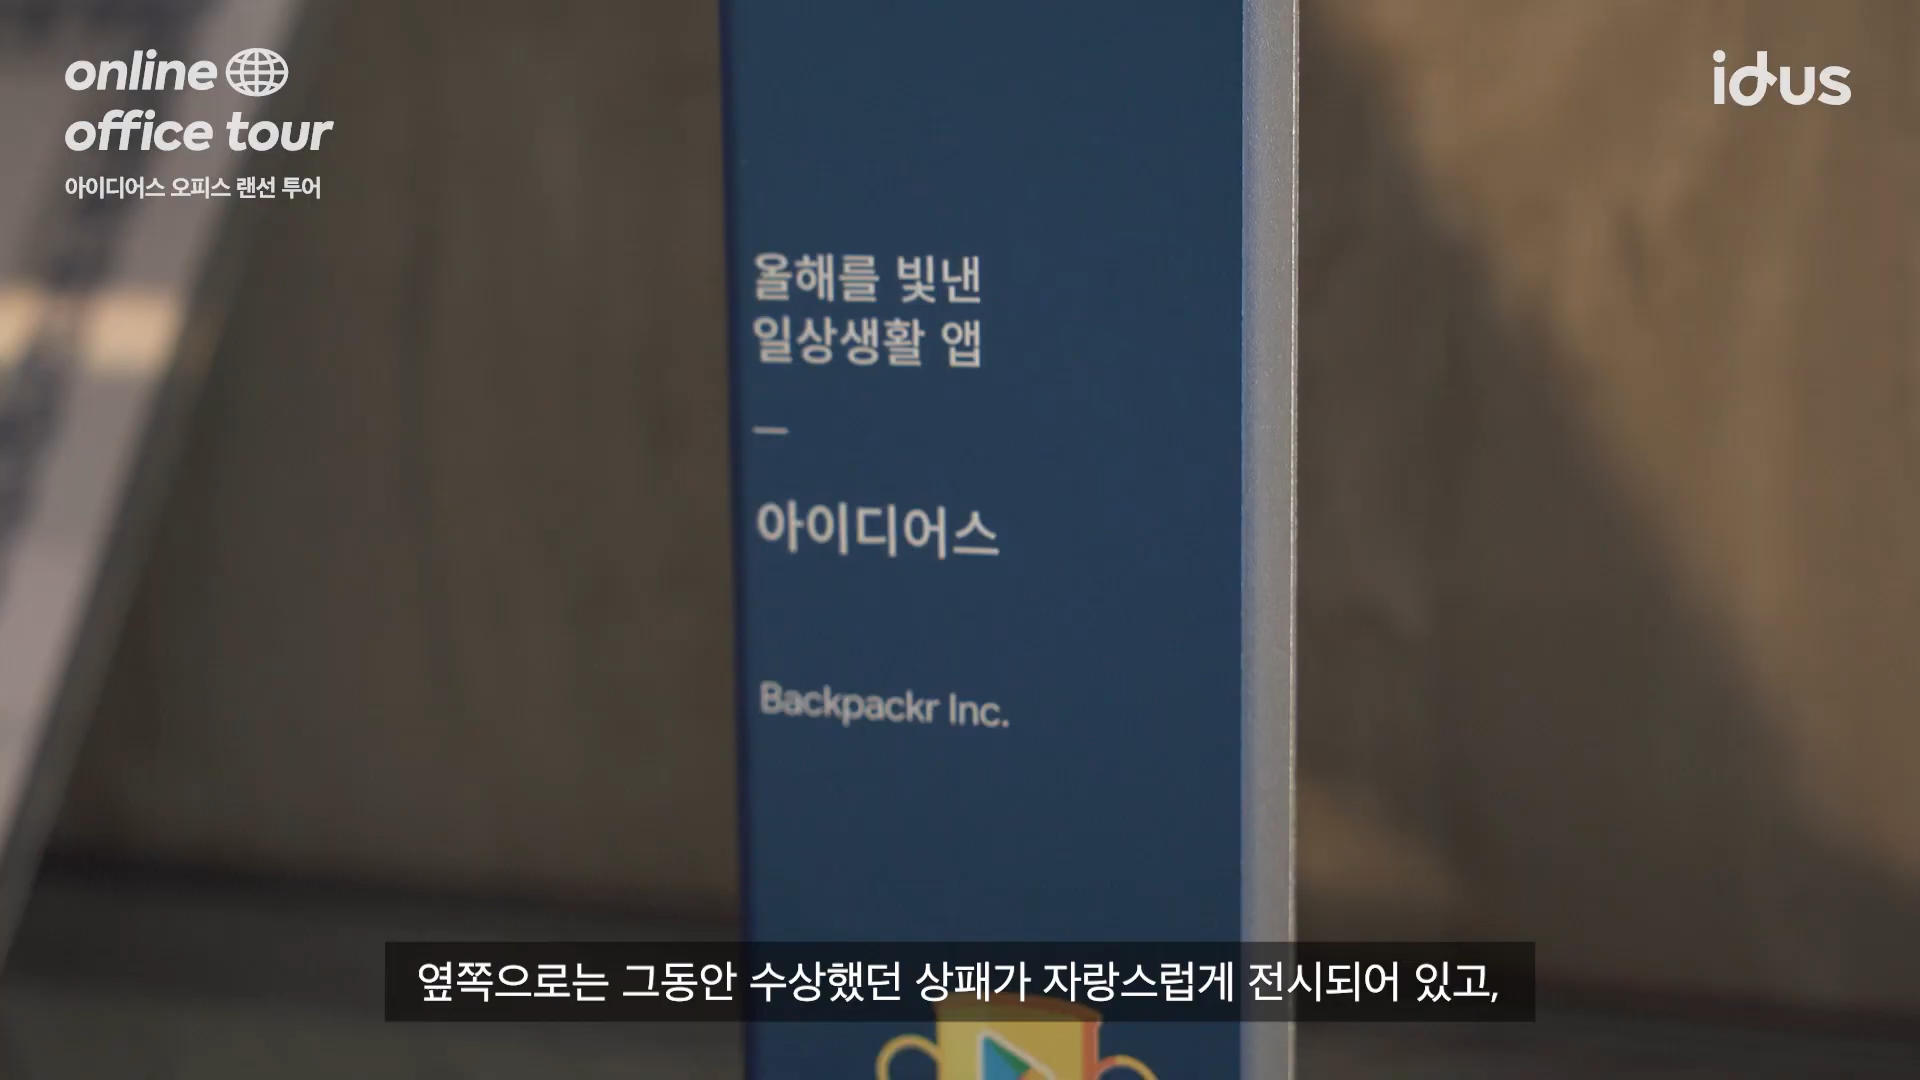 online
office tour
아이디어스 오피스 랜선 투어
idus
올해를 빛낸
일상생활 앱
—
아이디어스
Backpackr Inc.
옆쪽으로는 그동안 수상했던 상패가 자랑스럽게 전시되어 있고,